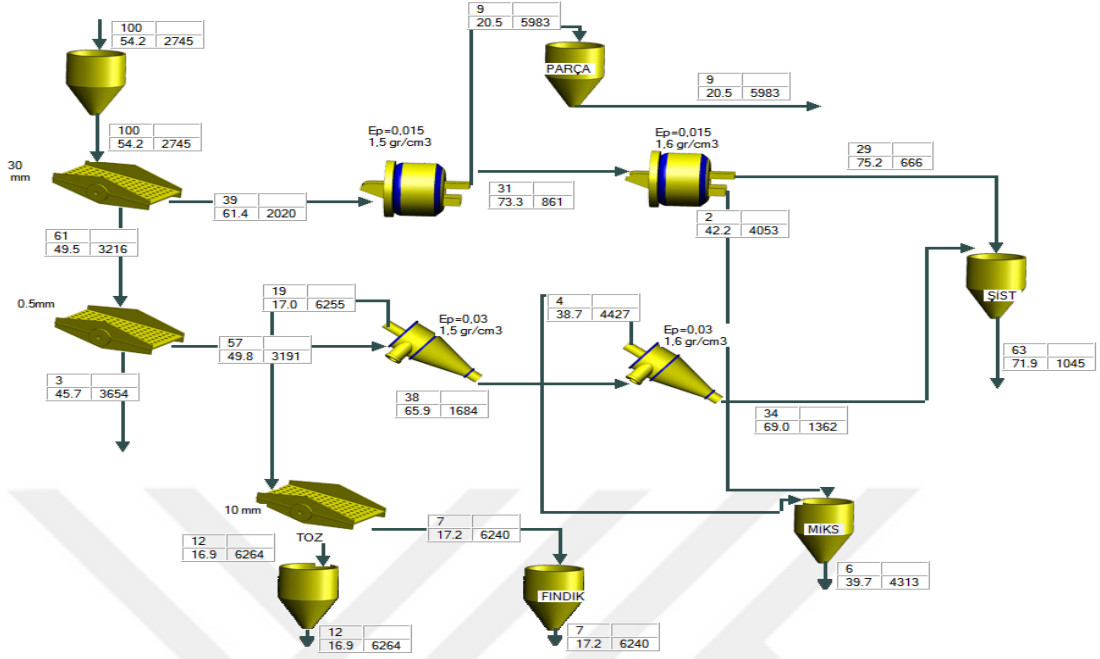 100
54.2 2745
9
20.5 5983
PARÇA
9
20.5 5983
100
54.2 2745
30
mm
Ep=0,015
1,5 gr/cm3
Ep=0,015
1,6 gr/cm3
29
75.2 666
39
61.4 2020
31
73.3 861
2
42.2 4053
61
49.5 3216
0.5mm
19
17.0 6255
Ep=0,03
1,5 gr/cm3
4
38.7 4427
Ep=0,03
1,6 gr/cm3
ŞİST
57
49.8 3191
63
71.9 1045
3
45.7 3654
38
65.9 1684
34
69.0 1362
10 mm
TOZ
7
17.2 6240
MİKS
12
16.9 6264
6
39.7 4313
FINDIK
12
16.9 6264
7
17.2 6240